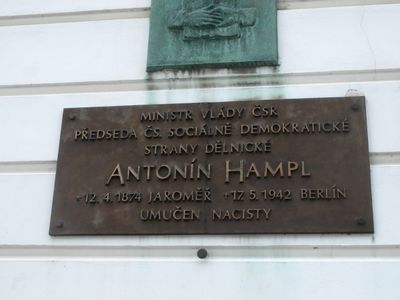 MINISTR VLÁDY ČSR
PŘEDSEDA ČS. SOCIÁLNĚ DEMOKRATICKÉ
STRANY DĚLNICKÉ
ANTONÍN HAMPL
*12. 4. 1874 JAROMĚŘ †17. 5. 1942 BERLÍN
UMUČEN NACISTY